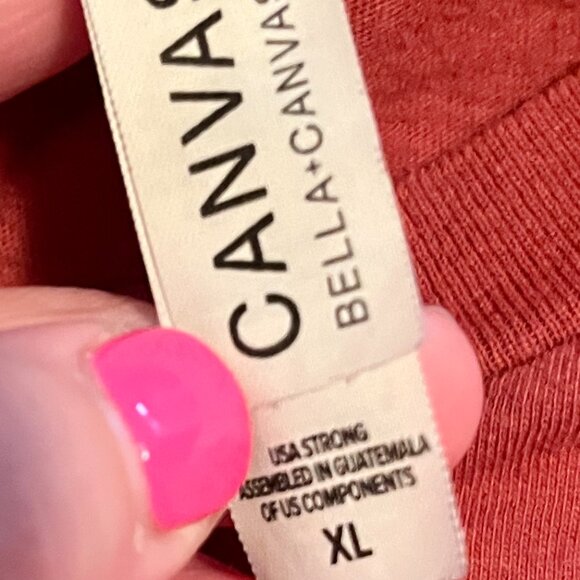 CANVAS
BELLA+CANVAS
USA STRONG
ASSEMBLED IN GUATEMALA
OF US COMPONENTS
XL